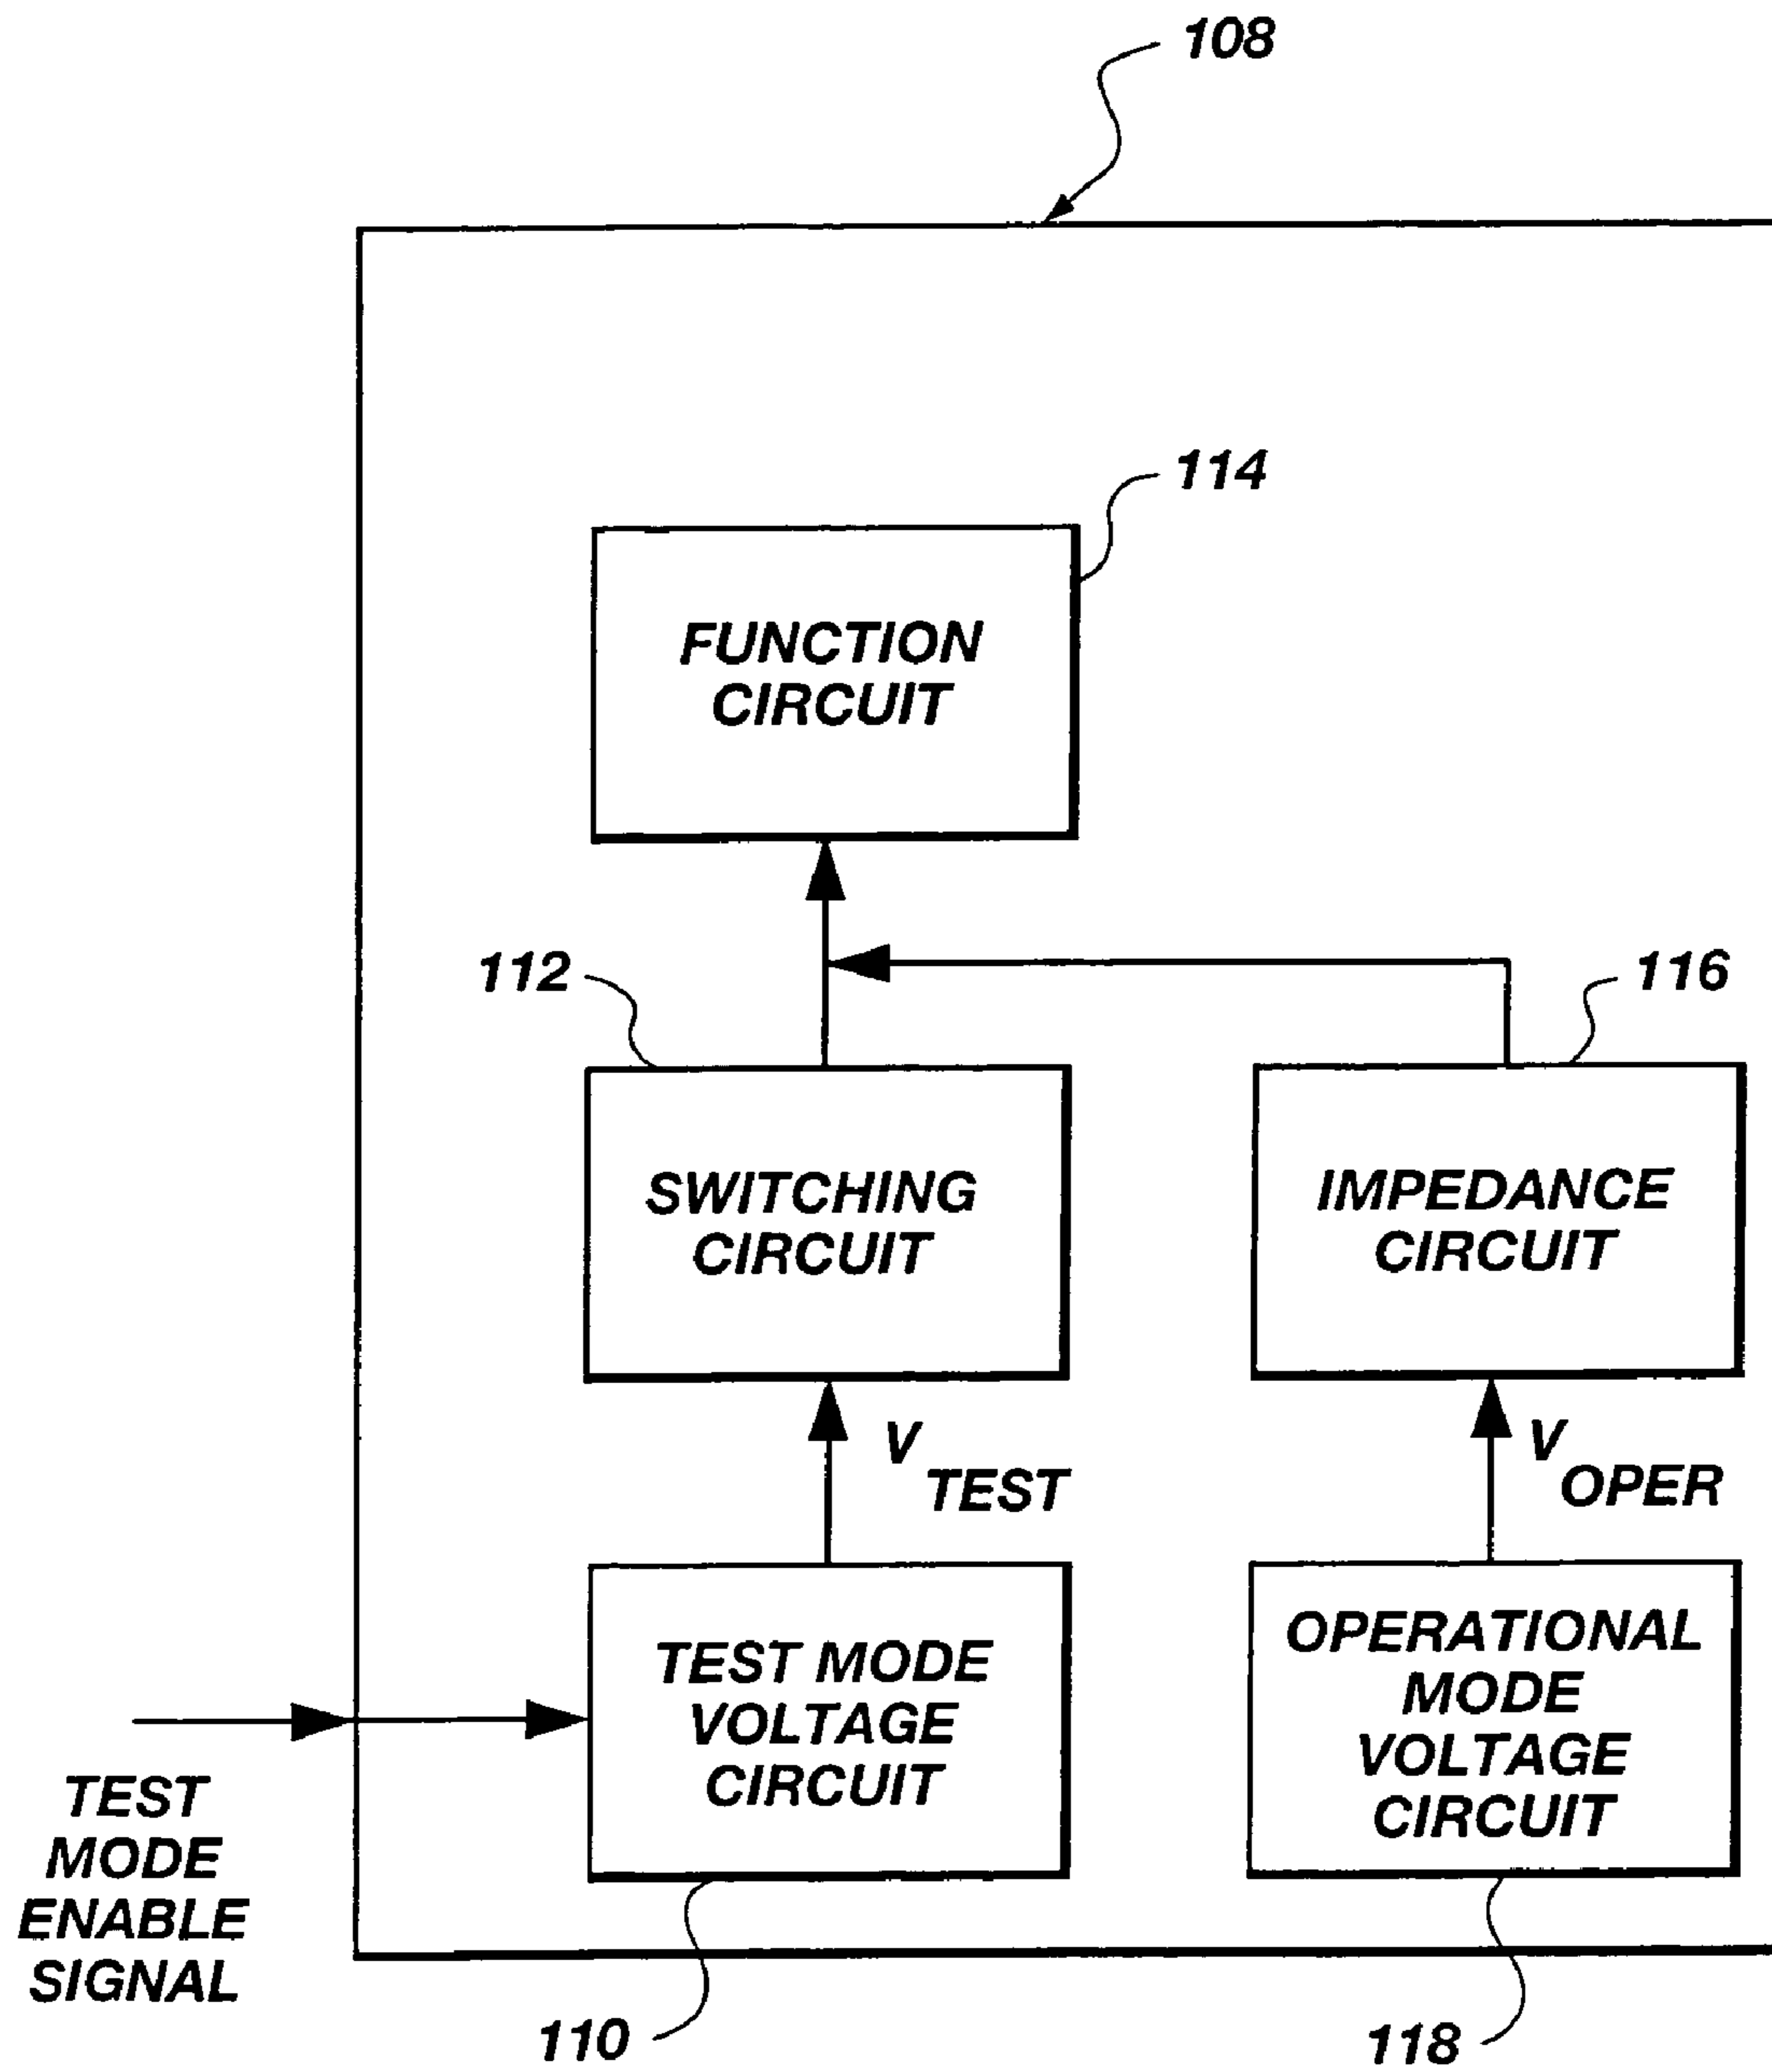 108
114
FUNCTION
CIRCUIT
112
116
SWITCHING
CIRCUIT
IMPEDANCE
CIRCUIT
V TEST
V OPER
TEST MODE
VOLTAGE
CIRCUIT
OPERATIONAL
MODE
VOLTAGE
CIRCUIT
TEST
MODE
ENABLE
SIGNAL
110
118